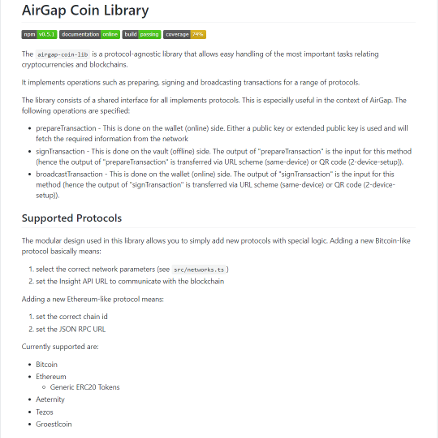 AirGap Coin Library
npm v0.5.1 documentation online build passing coverage 74%
The airgap-coin-lib is a protocol-agnostic library that allows easy handling of the most important tasks relating
cryptocurrencies and blockchains.
It implements operations such as preparing, signing and broadcasting transactions for a range of protocols.
The library consists of a shared interface for all implements protocols. This is especially useful in the context of AirGap. The
following operations are specified:
• prepareTransaction - This is done on the wallet (online) side. Either a public key or extended public key is used and will
fetch the required information from the network.
• signTransaction - This is done on the vault (offline) side. The output of "prepareTransaction" is the input for this method
(hence the output of "prepareTransaction" is transferred via URL scheme (same-device) or QR code (2-device-setup)).
• broadcastTransaction - This is done on the wallet (online) side. The output of "signTransaction" is the input for this
method (hence the output of "signTransaction" is transferred via URL scheme (same-device) or QR code (2-device-
setup)).
Supported Protocols
The modular design used in this library allows you to simply add new protocols with special logic. Adding a new Bitcoin-like
protocol basically means:
1. select the correct network parameters (see src/networks.ts)
2. set the Insight API URL to communicate with the blockchain
Adding a new Ethereum-like protocol means:
1. set the correct chain id
2. set the JSON RPC URL
Currently supported are:
• Bitcoin
• Ethereum
○ Generic ERC20 Tokens
• Aeternity
• Tezos
• Groestlcoin